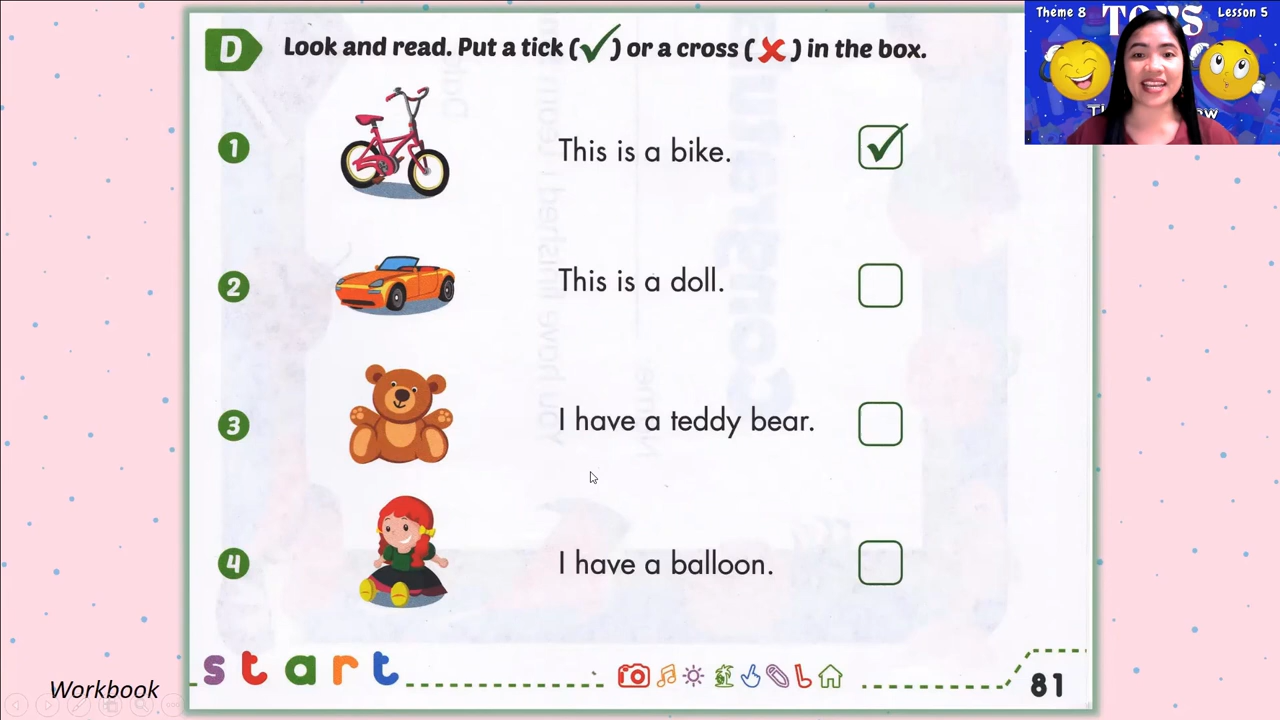 D Look and read. Put a tick (✓) or a cross (✗) in the box.
1 This is a bike.
2 This is a doll.
3 I have a teddy bear.
4 I have a balloon.
start
81
Workbook
Theme 8 Lesson 5